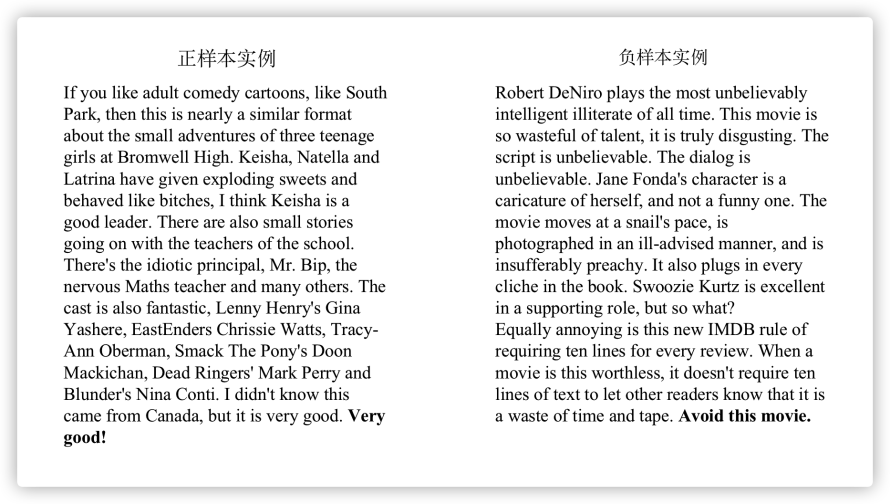 正样本实例
If you like adult comedy cartoons, like South
Park, then this is nearly a similar format
about the small adventures of three teenage
girls at Bromwell High. Keisha, Natella and
Latrina have given exploding sweets and
behaved like bitches, I think Keisha is a
good leader. There are also small stories
going on with the teachers of the school.
There's the idiotic principal, Mr. Bip, the
nervous Maths teacher and many others. The
cast is also fantastic, Lenny Henry's Gina
Yashere, EastEnders Chrissie Watts, Tracy-
Ann Oberman, Smack The Pony's Doon
Mackichan, Dead Ringers' Mark Perry and
Blunder's Nina Conti. I didn't know this
came from Canada, but it is very good. Very
good!
负样本实例
Robert DeNiro plays the most unbelievably
intelligent illiterate of all time. This movie is
so wasteful of talent, it is truly disgusting. The
script is unbelievable. The dialog is
unbelievable. Jane Fonda's character is a
caricature of herself, and not a funny one. The
movie moves at a snail's pace, is
photographed in an ill-advised manner, and is
insufferably preachy. It also plugs in every
cliche in the book. Swoozie Kurtz is excellent
in a supporting role, but so what?
Equally annoying is this new IMDB rule of
requiring ten lines for every review. When a
movie is this worthless, it doesn't require ten
lines of text to let other readers know that it is
a waste of time and tape. Avoid this movie.